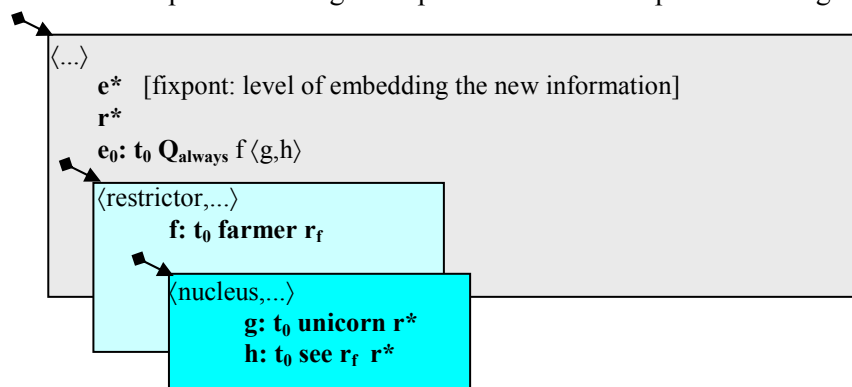 ⟨...⟩
e* [fixpont: level of embedding the new information]
r*
e₀: t₀ Qalways f ⟨g,h⟩
⟨restrictor,...⟩
f: t₀ farmer r_f
⟨nucleus,...⟩
g: t₀ unicorn r*
h: t₀ see r_f r*